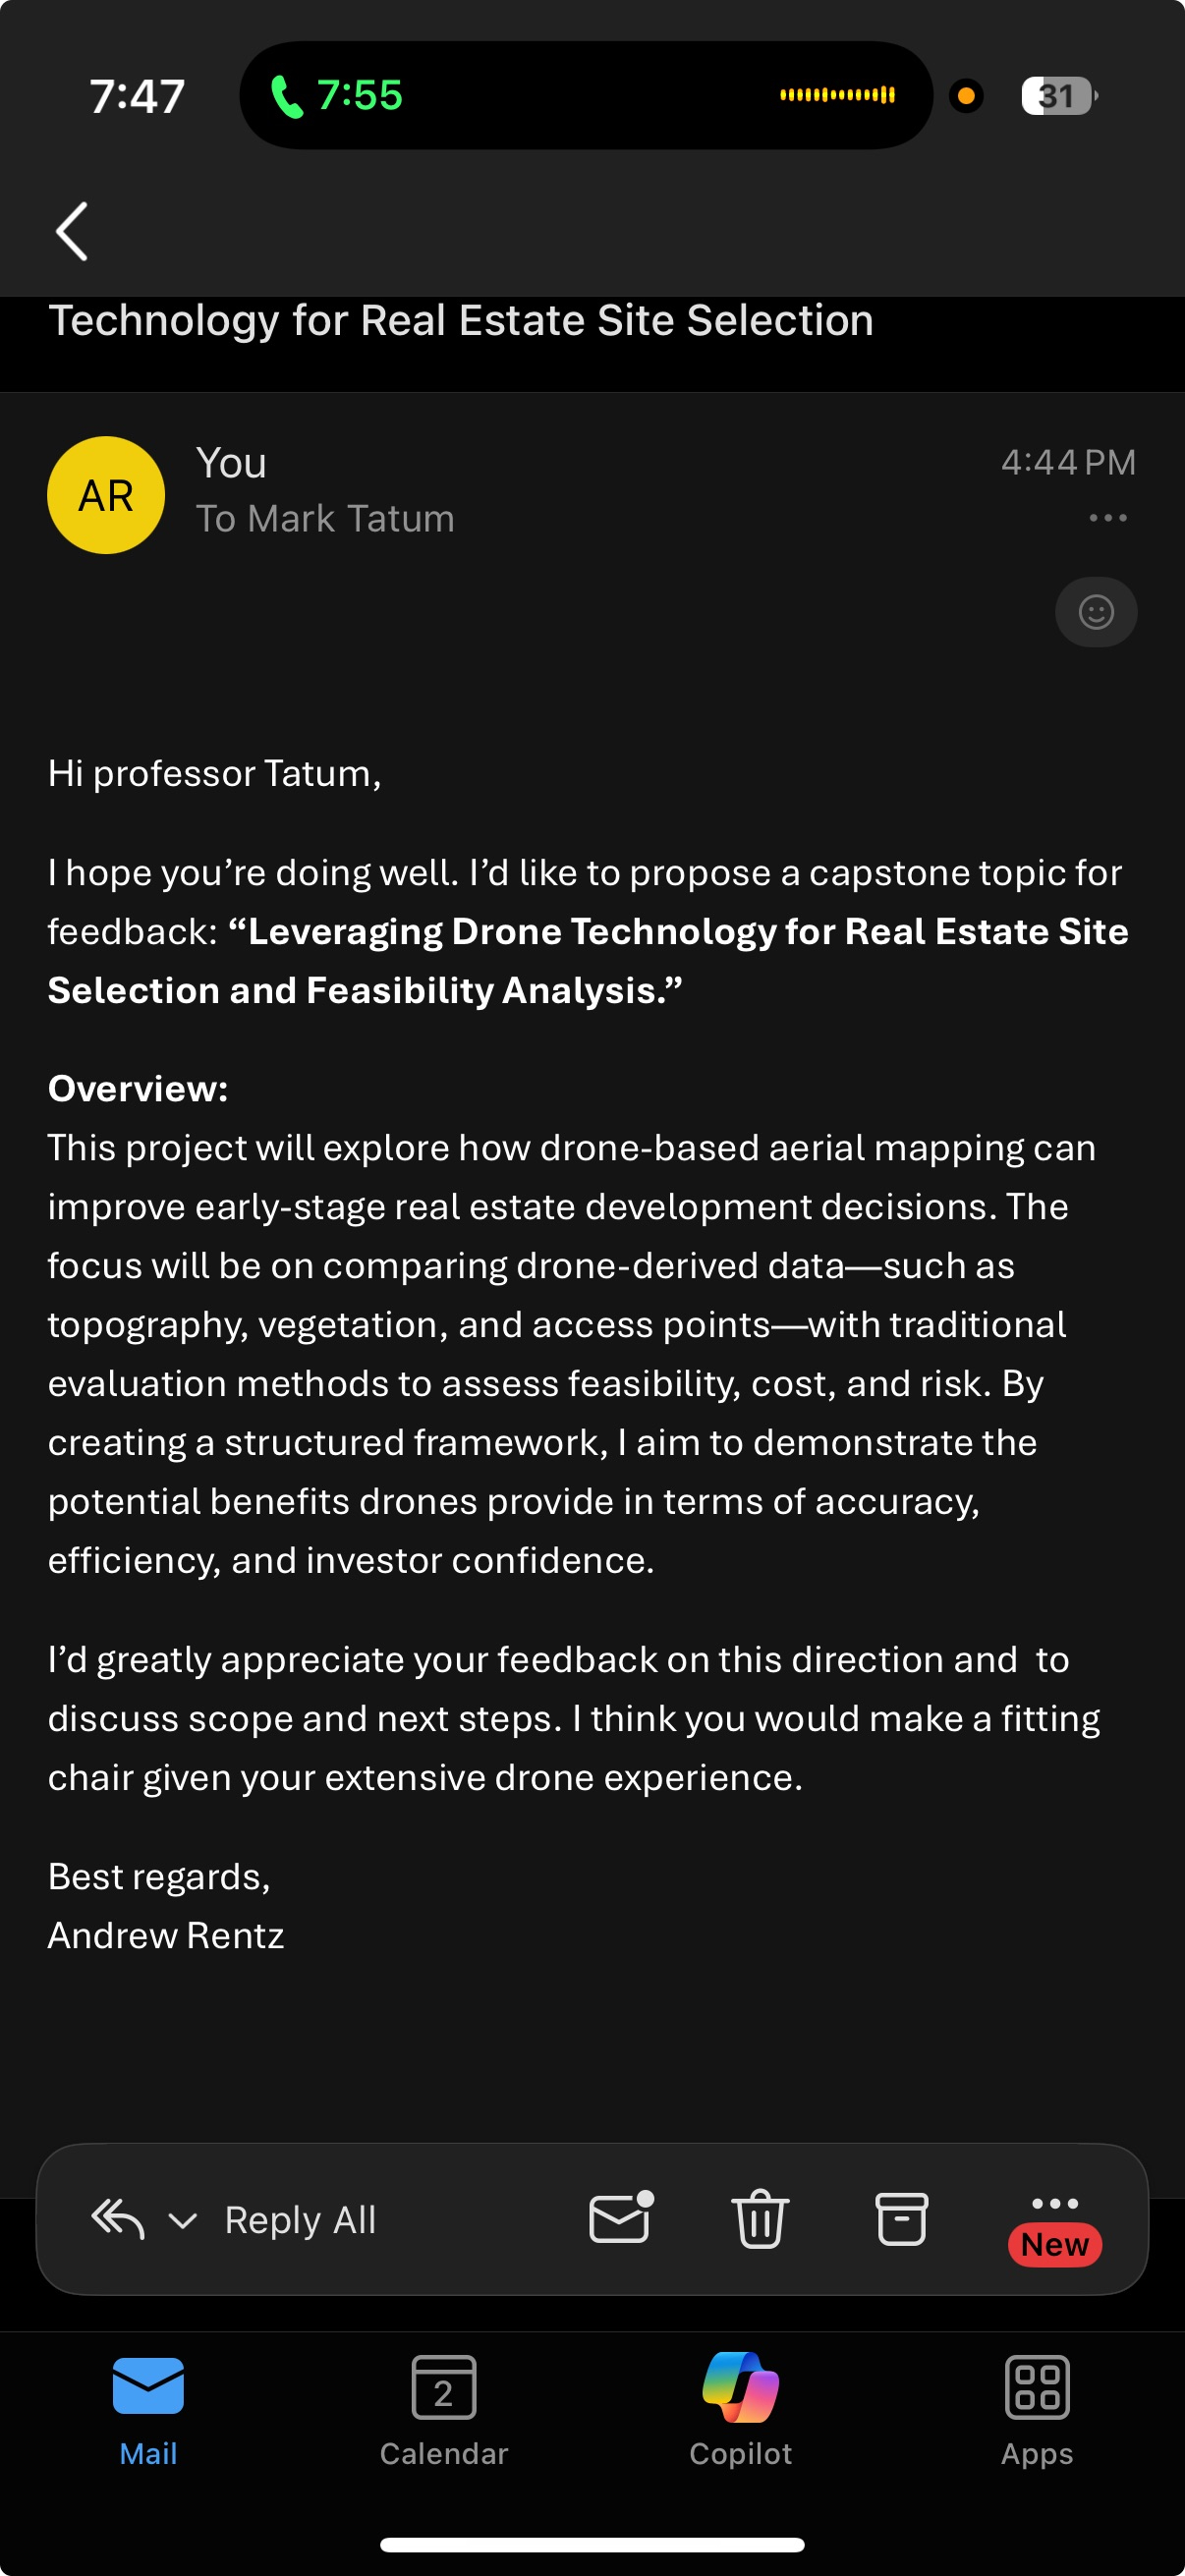 7:47
7:55
31
Technology for Real Estate Site Selection
AR
You
4:44 PM
To Mark Tatum
Hi professor Tatum,
I hope you’re doing well. I’d like to propose a capstone topic for
feedback: “Leveraging Drone Technology for Real Estate Site
Selection and Feasibility Analysis.”
Overview:
This project will explore how drone-based aerial mapping can
improve early-stage real estate development decisions. The
focus will be on comparing drone-derived data—such as
topography, vegetation, and access points—with traditional
evaluation methods to assess feasibility, cost, and risk. By
creating a structured framework, I aim to demonstrate the
potential benefits drones provide in terms of accuracy,
efficiency, and investor confidence.
I’d greatly appreciate your feedback on this direction and  to
discuss scope and next steps. I think you would make a fitting
chair given your extensive drone experience.
Best regards,
Andrew Rentz
Reply All
New
2
Mail
Calendar
Copilot
Apps